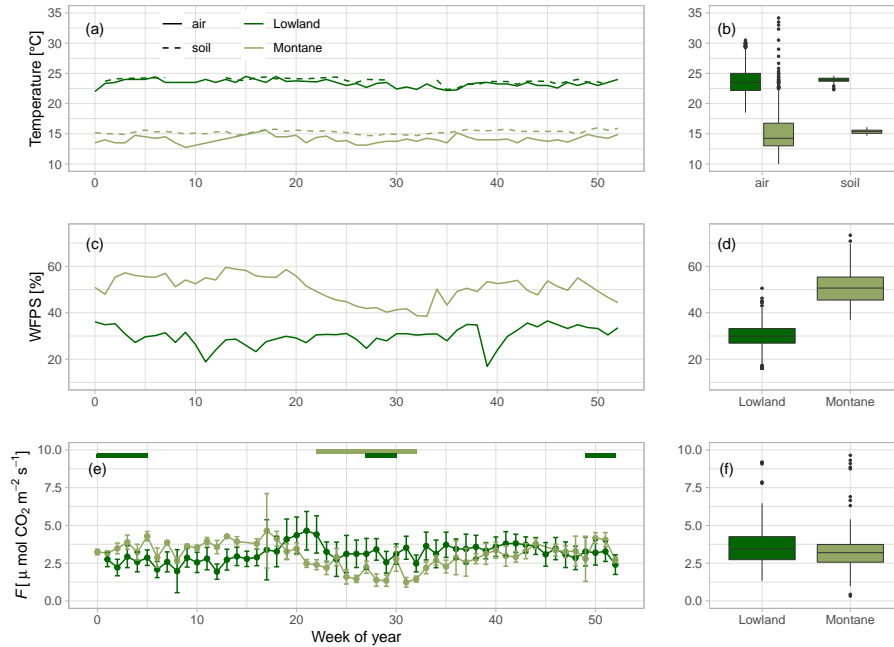 (a)
air
Lowland
soil
Montane
Temperature [°C]
35
30
25
20
15
10
0
10
20
30
40
50
(b)
35
30
25
20
15
10
air
soil
(c)
WFPS [%]
60
40
20
0
10
20
30
40
50
(d)
60
40
20
Lowland
Montane
(e)
F [ μ mol CO₂ m⁻² s⁻¹]
10.0
7.5
5.0
2.5
0.0
0
10
20
30
40
50
Week of year
(f)
10.0
7.5
5.0
2.5
0.0
Lowland
Montane